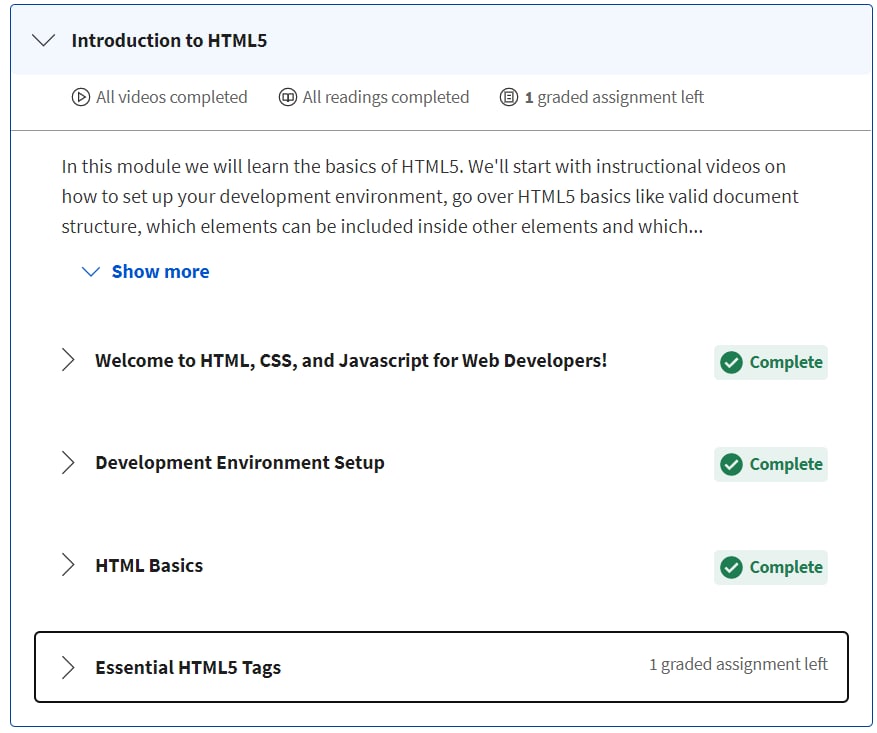 Introduction to HTML5
All videos completed
All readings completed
1 graded assignment left
In this module we will learn the basics of HTML5. We'll start with instructional videos on
how to set up your development environment, go over HTML5 basics like valid document
structure, which elements can be included inside other elements and which...
Show more
Welcome to HTML, CSS, and Javascript for Web Developers!
Complete
Development Environment Setup
Complete
HTML Basics
Complete
Essential HTML5 Tags
1 graded assignment left